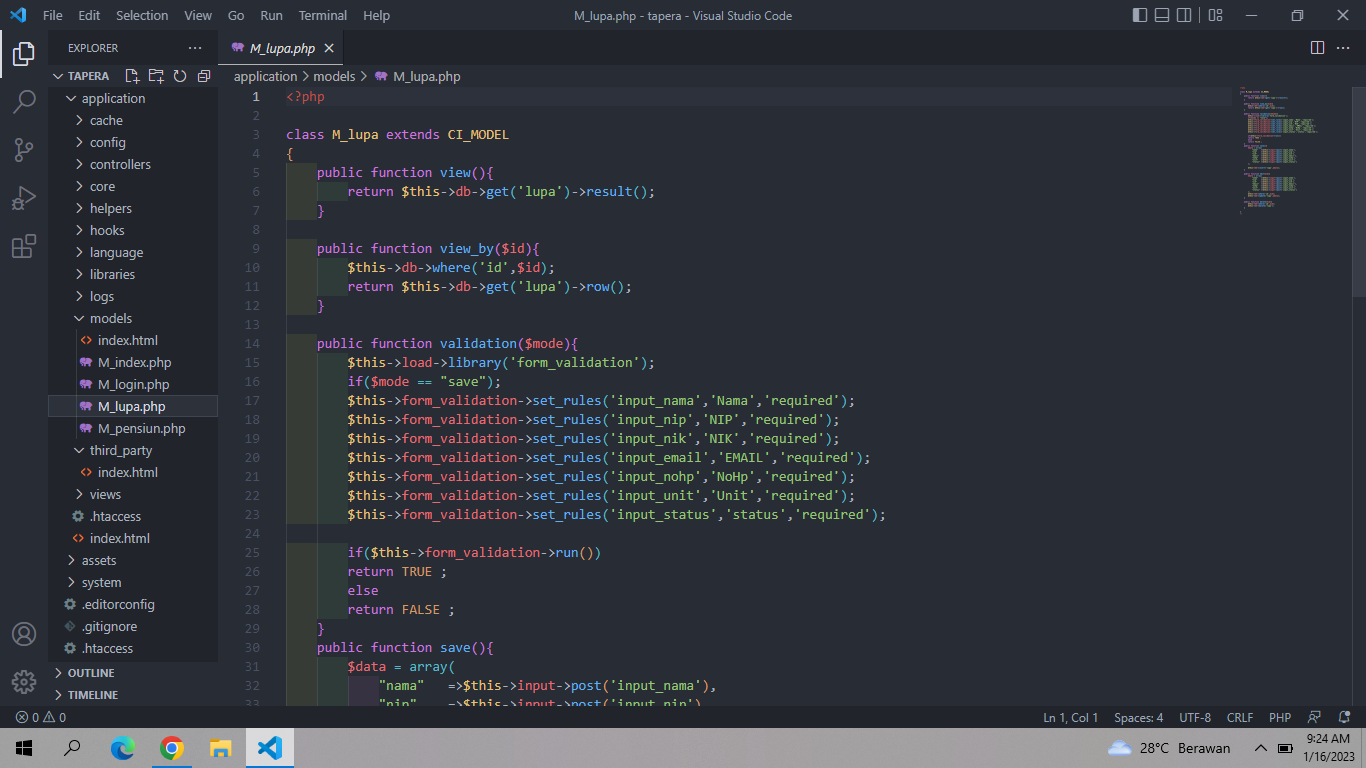 File Edit Selection View Go Run Terminal Help M_lupa.php - tapera - Visual Studio Code
EXPLORER
TAPERA
application
cache
config
controllers
core
helpers
hooks
language
libraries
logs
models
index.html
M_index.php
M_login.php
M_lupa.php
M_pensiun.php
third_party
index.html
views
.htaccess
index.html
assets
system
.editorconfig
.gitignore
.htaccess
OUTLINE
TIMELINE
M_lupa.php
application > models > M_lupa.php
1 <?php
2
3 class M_lupa extends CI_MODEL
4 {
5 public function view(){
6 return $this->db->get('lupa')->result();
7 }
8
9 public function view_by($id){
10 $this->db->where('id',$id);
11 return $this->db->get('lupa')->row();
12 }
13
14 public function validation($mode){
15 $this->load->library('form_validation');
16 if($mode == "save");
17 $this->form_validation->set_rules('input_nama','Nama','required');
18 $this->form_validation->set_rules('input_nip','NIP','required');
19 $this->form_validation->set_rules('input_nik','NIK','required');
20 $this->form_validation->set_rules('input_email','EMAIL','required');
21 $this->form_validation->set_rules('input_nohp','NoHp','required');
22 $this->form_validation->set_rules('input_unit','Unit','required');
23 $this->form_validation->set_rules('input_status','status','required');
24
25 if($this->form_validation->run())
26 return TRUE ;
27 else
28 return FALSE ;
29 }
30 public function save(){
31 $data = array(
32 "nama" =>$this->input->post('input_nama'),
33 "nip" =>$this->input->post('input_nip')
0 0 Ln 1, Col 1 Spaces: 4 UTF-8 CRLF PHP
28°C Berawan 9:24 AM
1/16/2023